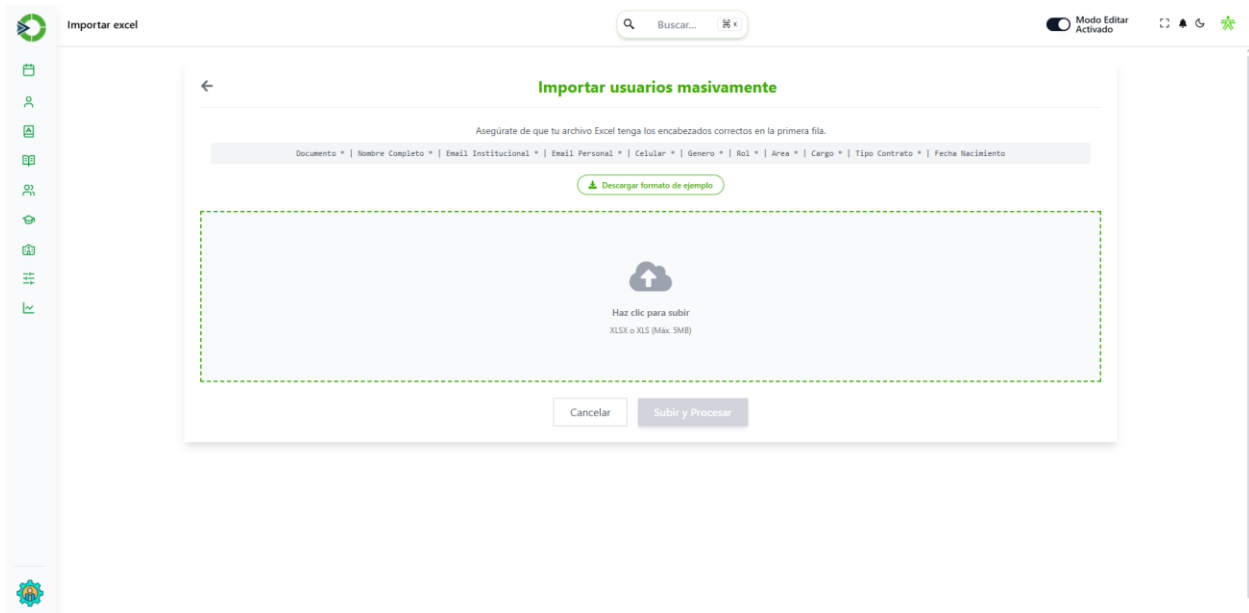 Importar excel
Buscar...
⌘ K
Modo Editar
Activado
Importar usuarios masivamente
Asegúrate de que tu archivo Excel tenga los encabezados correctos en la primera fila.
Documento * | Nombre Completo * | Email Institucional * | Email Personal * | Celular * | Genero * | Rol * | Area * | Cargo * | Tipo Contrato * | Fecha Nacimiento
Descargar formato de ejemplo
Haz clic para subir
XLSX o XLS (Máx. 5MB)
Cancelar
Subir y Procesar